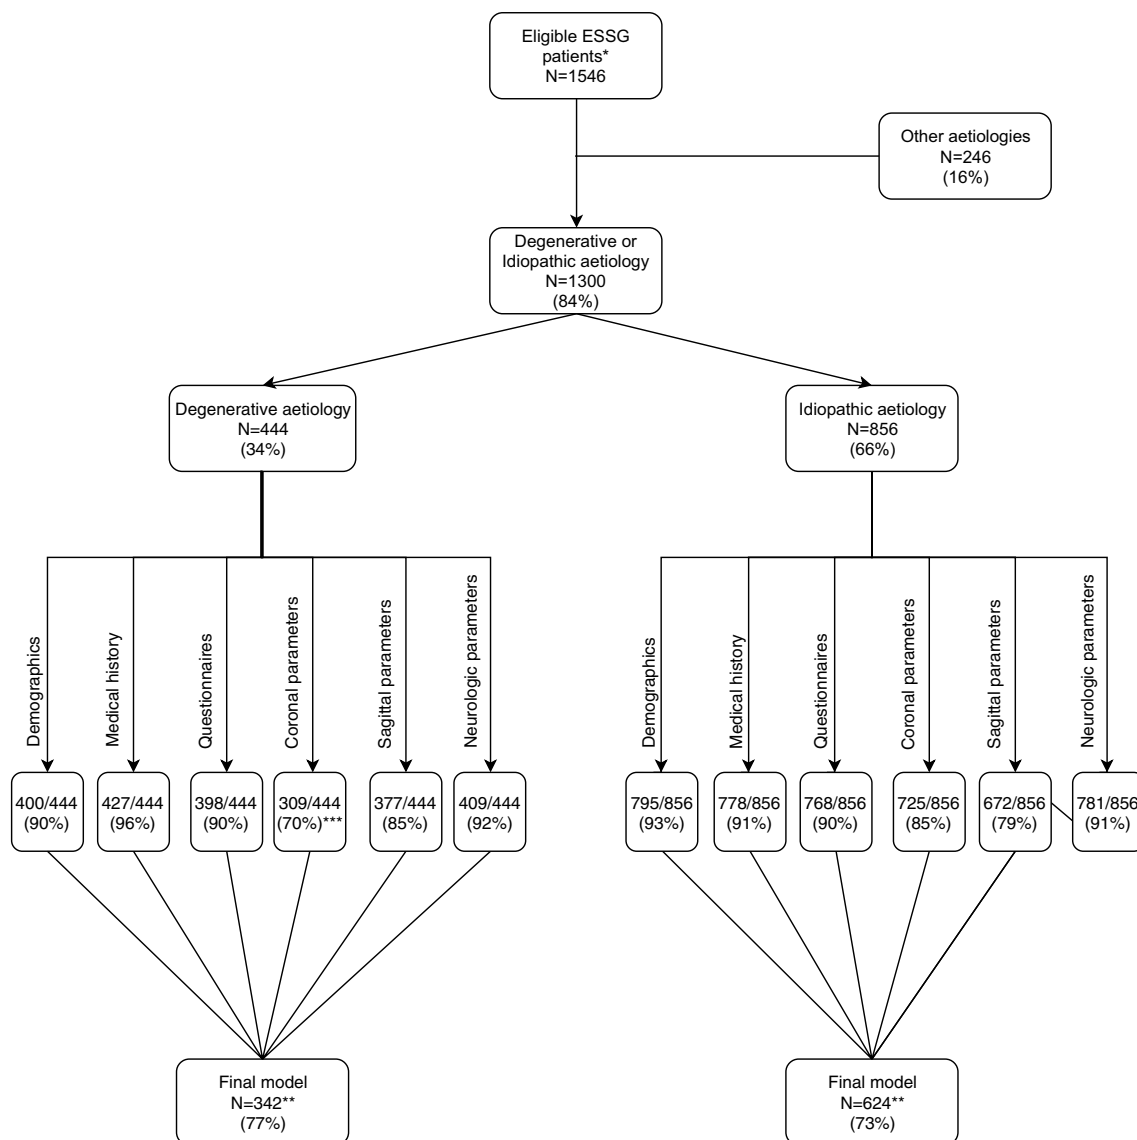 Eligible ESSG
patients*
N=1546
Other aetiologies
N=246
(16%)
Degenerative or
Idiopathic aetiology
N=1300
(84%)
Degenerative aetiology
N=444
(34%)
Idiopathic aetiology
N=856
(66%)
Demographics
Medical history
Questionnaires
Coronal parameters
Sagittal parameters
Neurologic parameters
Demographics
Medical history
Questionnaires
Coronal parameters
Sagittal parameters
Neurologic parameters
400/444
(90%)
427/444
(96%)
398/444
(90%)
309/444
(70%)***
377/444
(85%)
409/444
(92%)
795/856
(93%)
778/856
(91%)
768/856
(90%)
725/856
(85%)
672/856
(79%)
781/856
(91%)
Final model
N=342**
(77%)
Final model
N=624**
(73%)